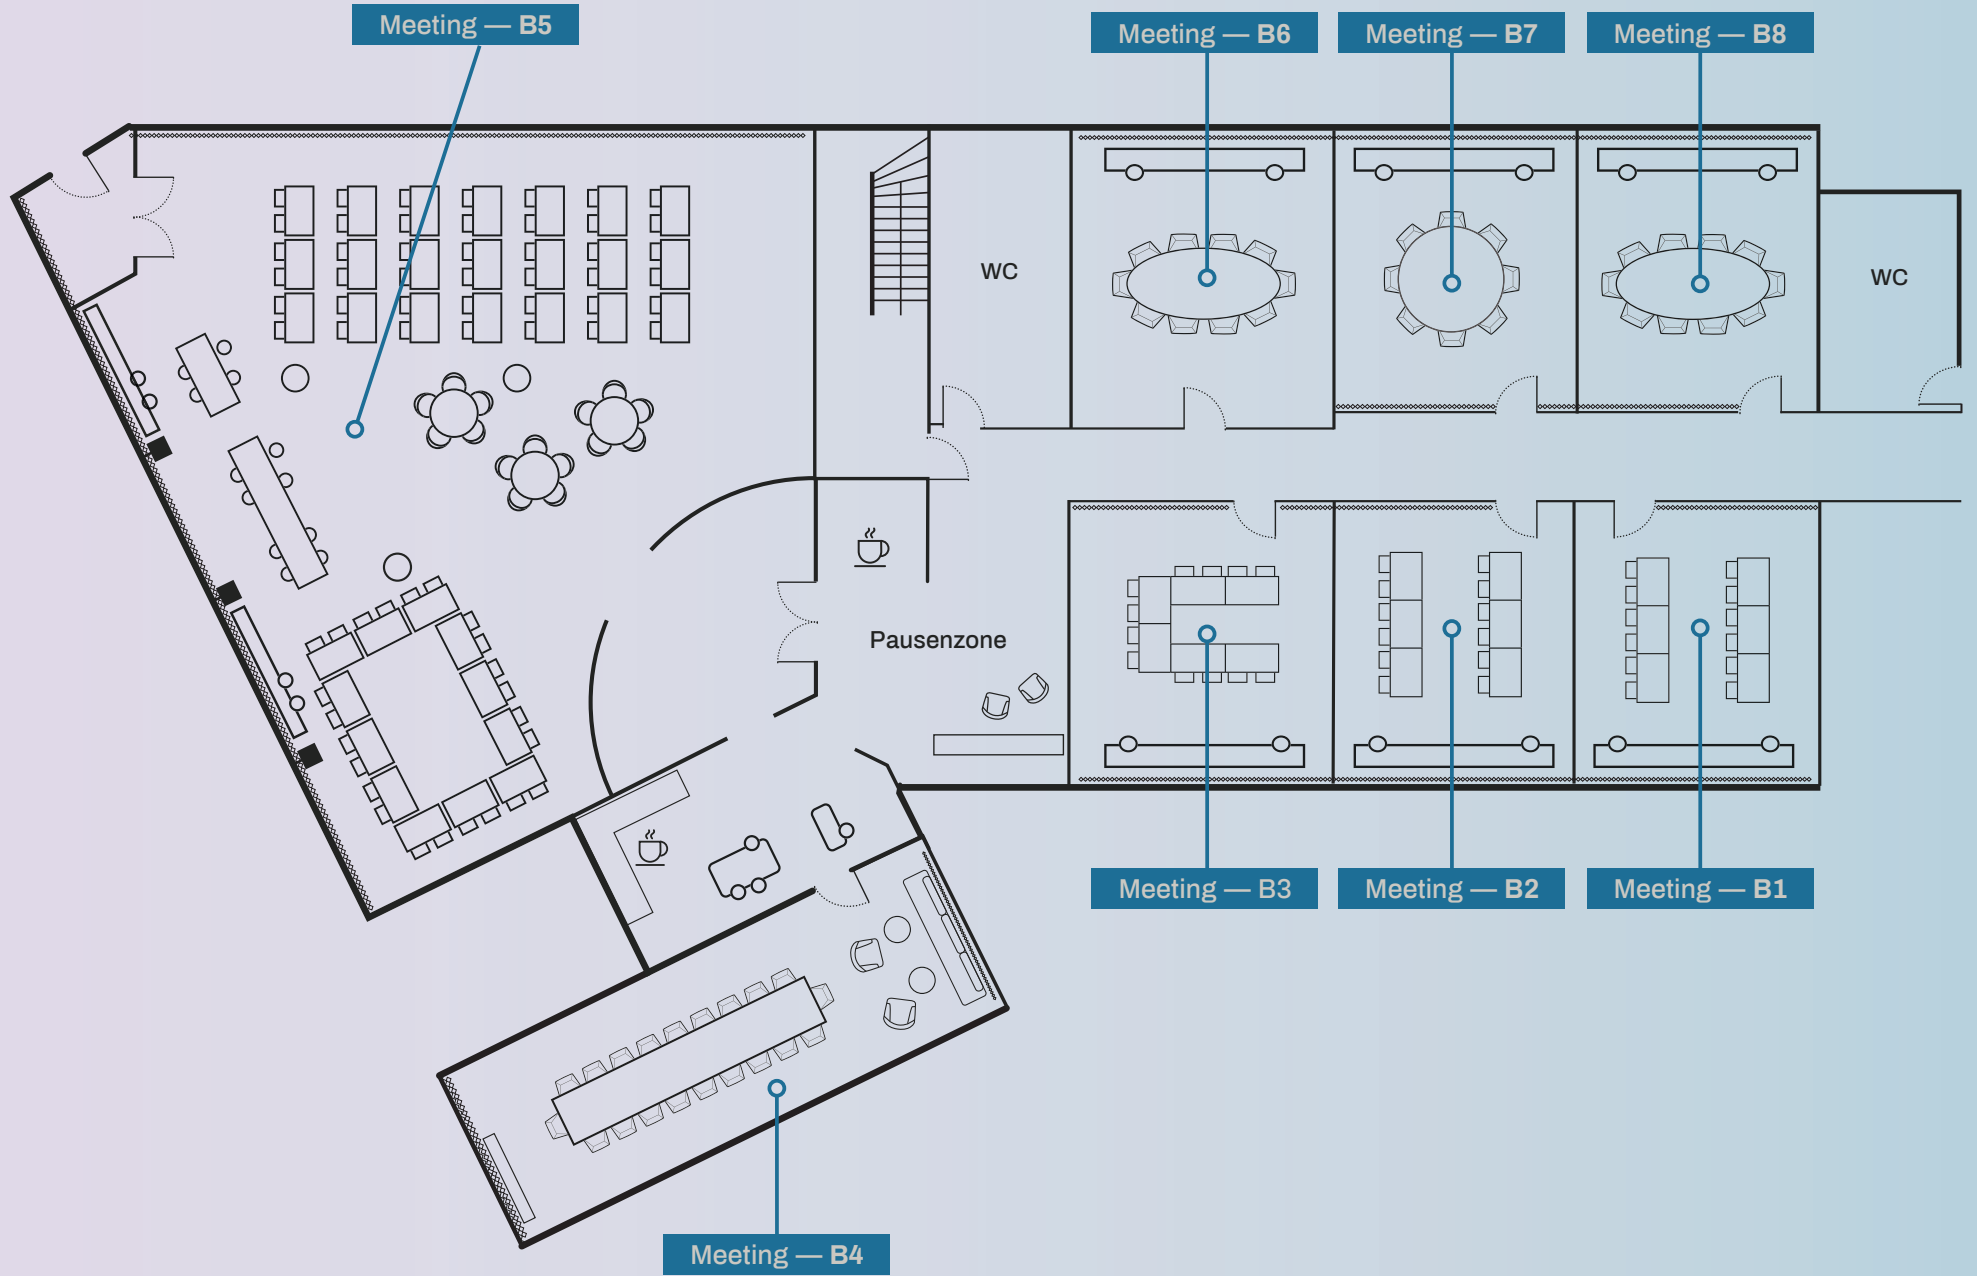 Meeting — B5
Meeting — B6
Meeting — B7
Meeting — B8
WC
WC
Pausenzone
Meeting — B3
Meeting — B2
Meeting — B1
Meeting — B4